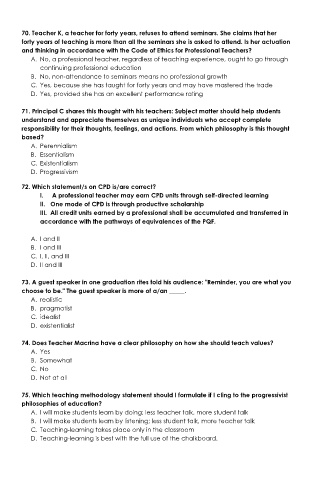 70. Teacher K, a teacher for forty years, refuses to attend seminars. She claims that her
forty years of teaching is more than all the seminars she is asked to attend. Is her actuation
and thinking in accordance with the Code of Ethics for Professional Teachers?
A. No, a professional teacher, regardless of teaching experience, ought to go through
continuing professional education
B. No, non-attendance to seminars means no professional growth
C. Yes, because she has taught for forty years and may have mastered the trade
D. Yes, provided she has an excellent performance rating
71. Principal C shares this thought with his teachers: Subject matter should help students
understand and appreciate themselves as unique individuals who accept complete
responsibility for their thoughts, feelings, and actions. From which philosophy is this thought
based?
A. Perennialism
B. Essentialism
C. Existentialism
D. Progressivism
72. Which statement/s on CPD is/are correct?
I. A professional teacher may earn CPD units through self-directed learning
II. One mode of CPD is through productive scholarship
III. All credit units earned by a professional shall be accumulated and transferred in
accordance with the pathways of equivalences of the PQF.
A. I and II
B. I and III
C. I, II, and III
D. II and III
73. A guest speaker in one graduation rites told his audience: "Reminder, you are what you
choose to be." The guest speaker is more of a/an _____.
A. realistic
B. pragmatist
C. idealist
D. existentialist
74. Does Teacher Macrina have a clear philosophy on how she should teach values?
A. Yes
B. Somewhat
C. No
D. Not at all
75. Which teaching methodology statement should I formulate if I cling to the progressivist
philosophies of education?
A. I will make students learn by doing; less teacher talk, more student talk
B. I will make students learn by listening; less student talk, more teacher talk
C. Teaching-learning takes place only in the classroom
D. Teaching-learning is best with the full use of the chalkboard.